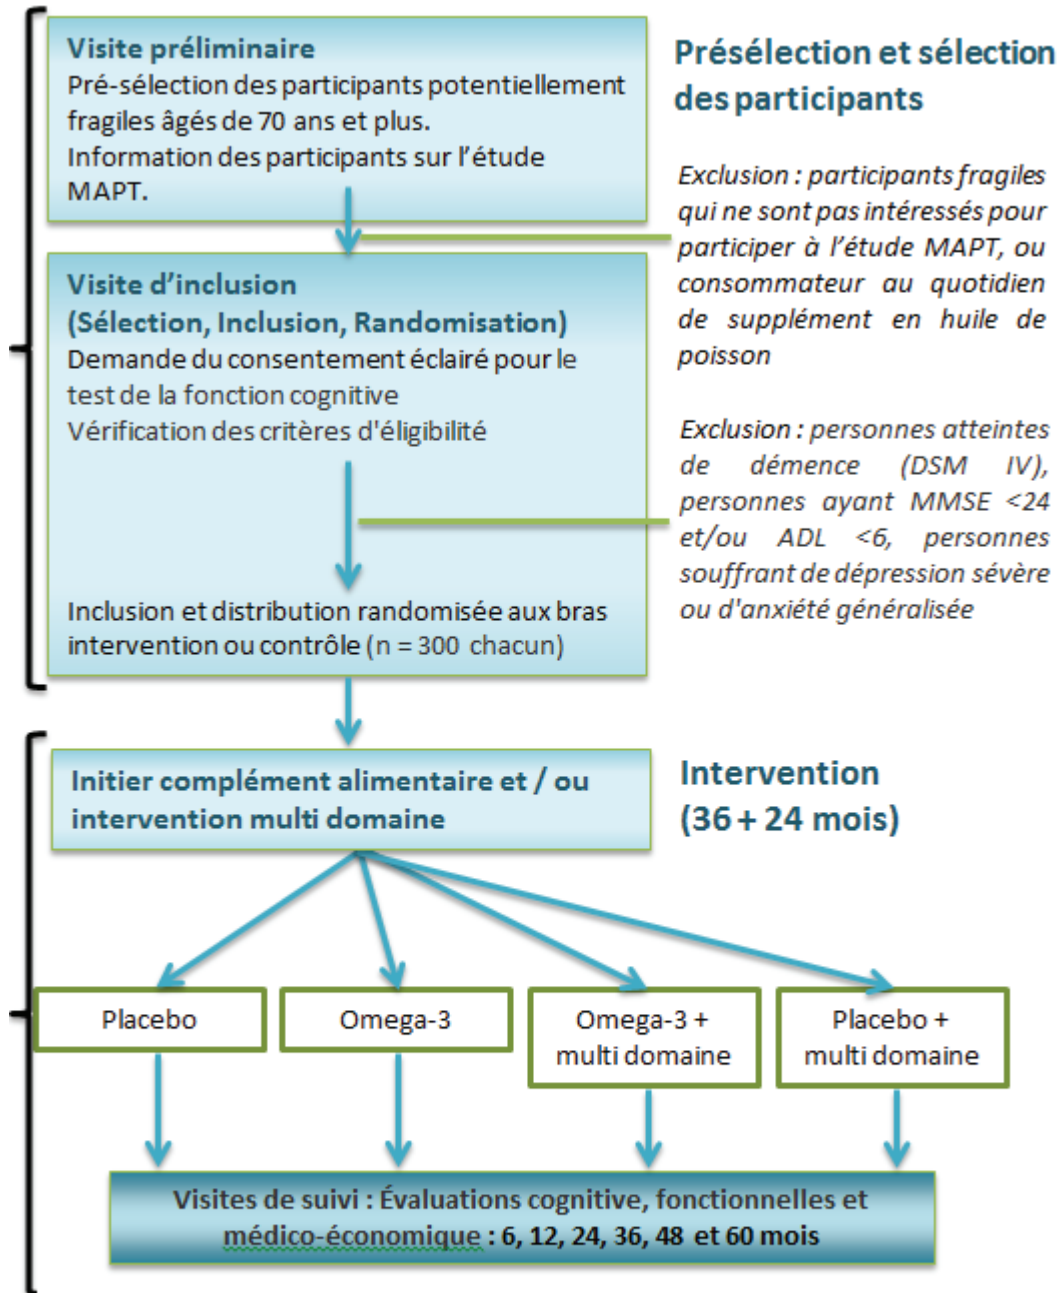 Visite préliminaire
Pré-sélection des participants potentiellement
fragiles âgés de 70 ans et plus.
Information des participants sur l'étude
MAPT.
Présélection et sélection
des participants
Exclusion : participants fragiles
qui ne sont pas intéressés pour
participer à l'étude MAPT, ou
consommateur au quotidien
de supplément en huile de
poisson
Visite d'inclusion
(Sélection, Inclusion, Randomisation)
Demande du consentement éclairé pour le
test de la fonction cognitive
Vérification des critères d'éligibilité
Exclusion : personnes atteintes
de démence (DSM IV),
personnes ayant MMSE <24
et/ou ADL <6, personnes
souffrant de dépression sévère
ou d'anxiété généralisée
Inclusion et distribution randomisée aux bras
intervention ou contrôle (n = 300 chacun)
Initier complément alimentaire et / ou
intervention multi domaine
Intervention
(36 + 24 mois)
Placebo
Omega-3
Omega-3 +
multi domaine
Placebo +
multi domaine
Visites de suivi : Évaluations cognitive, fonctionnelles et
médico-économique : 6, 12, 24, 36, 48 et 60 mois